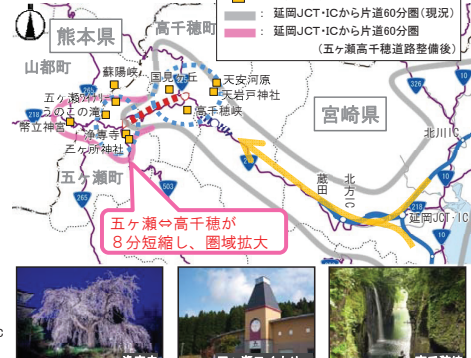 ： 延岡JCT･ICから片道60分圏(現況)
： 延岡JCT･ICから片道60分圏
(五ヶ瀬高千穂道路整備後)
熊本県
高千穂町
山都町
蘇陽峡
国見ヶ丘
天安河原
天岩戸神社
五ヶ瀬ワイナリー
うのこの滝
高千穂峡
宮崎県
幣立神宮
浄専寺
三ヶ所神社
五ヶ瀬町
218
265
265
503
326
10
218
10
10
北川IC
北方IC
蔵田
延岡JCT･IC
五ヶ瀬⇔高千穂が
８分短縮し、圏域拡大